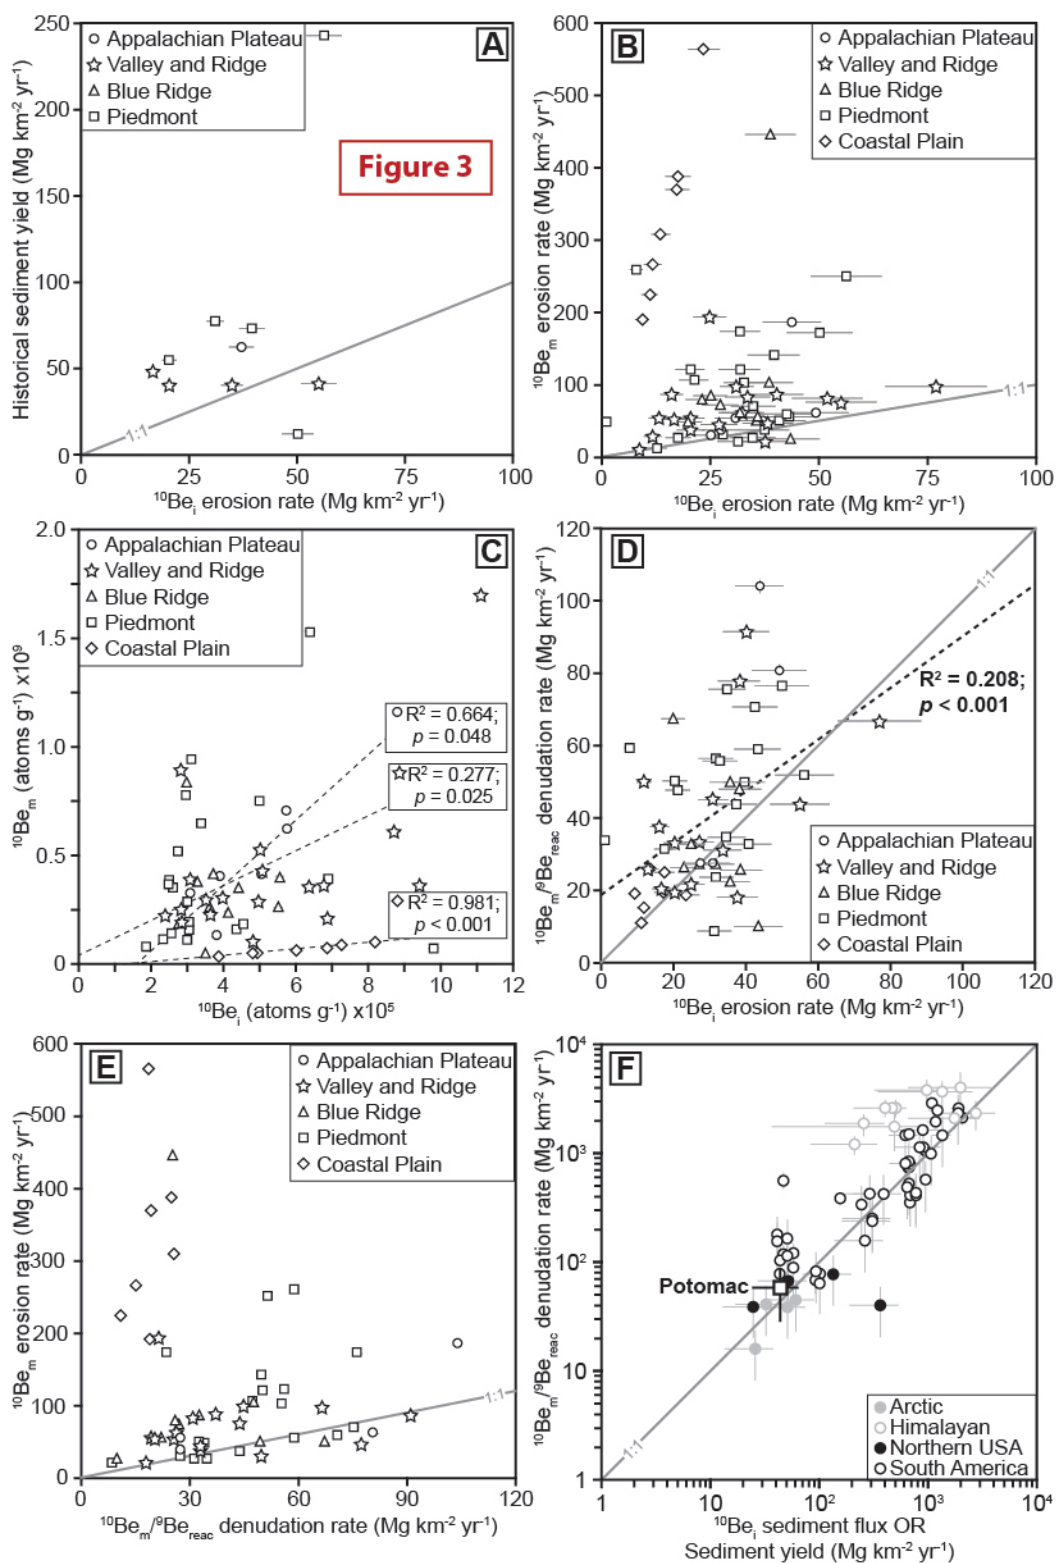 Figure 3
A
Historical sediment yield (Mg km⁻² yr⁻¹)
250
200
150
100
50
0
Appalachian Plateau
Valley and Ridge
Blue Ridge
Piedmont
1:1
0 25 50 75 100
¹⁰Beᵢ erosion rate (Mg km⁻² yr⁻¹)
B
¹⁰Beₘ erosion rate (Mg km⁻² yr⁻¹)
600
500
400
300
200
100
0
Appalachian Plateau
Valley and Ridge
Blue Ridge
Piedmont
Coastal Plain
1:1
0 25 50 75 100
¹⁰Beᵢ erosion rate (Mg km⁻² yr⁻¹)
C
¹⁰Beₘ (atoms g⁻¹) x10⁹
2.0
1.5
1.0
0.5
0
Appalachian Plateau
Valley and Ridge
Blue Ridge
Piedmont
Coastal Plain
R² = 0.664;
p = 0.048
R² = 0.277;
p = 0.025
R² = 0.981;
p < 0.001
2 4 6 8 10 12
¹⁰Beᵢ (atoms g⁻¹) x10⁵
D
¹⁰Beₘ/⁹Be_reac denudation rate (Mg km⁻² yr⁻¹)
120
100
80
60
40
20
0
1:1
R² = 0.208;
p < 0.001
Appalachian Plateau
Valley and Ridge
Blue Ridge
Piedmont
Coastal Plain
0 20 40 60 80 100 120
¹⁰Beᵢ erosion rate (Mg km⁻² yr⁻¹)
E
¹⁰Beₘ erosion rate (Mg km⁻² yr⁻¹)
600
500
400
300
200
100
0
Appalachian Plateau
Valley and Ridge
Blue Ridge
Piedmont
Coastal Plain
1:1
0 30 60 90 120
¹⁰Beₘ/⁹Be_reac denudation rate (Mg km⁻² yr⁻¹)
F
¹⁰Beₘ/⁹Be_reac denudation rate (Mg km⁻² yr⁻¹)
10⁴
10³
10²
10
1
Potomac
1:1
Arctic
Himalayan
Northern USA
South America
1 10 10² 10³ 10⁴
¹⁰Beᵢ sediment flux OR
Sediment yield (Mg km⁻² yr⁻¹)